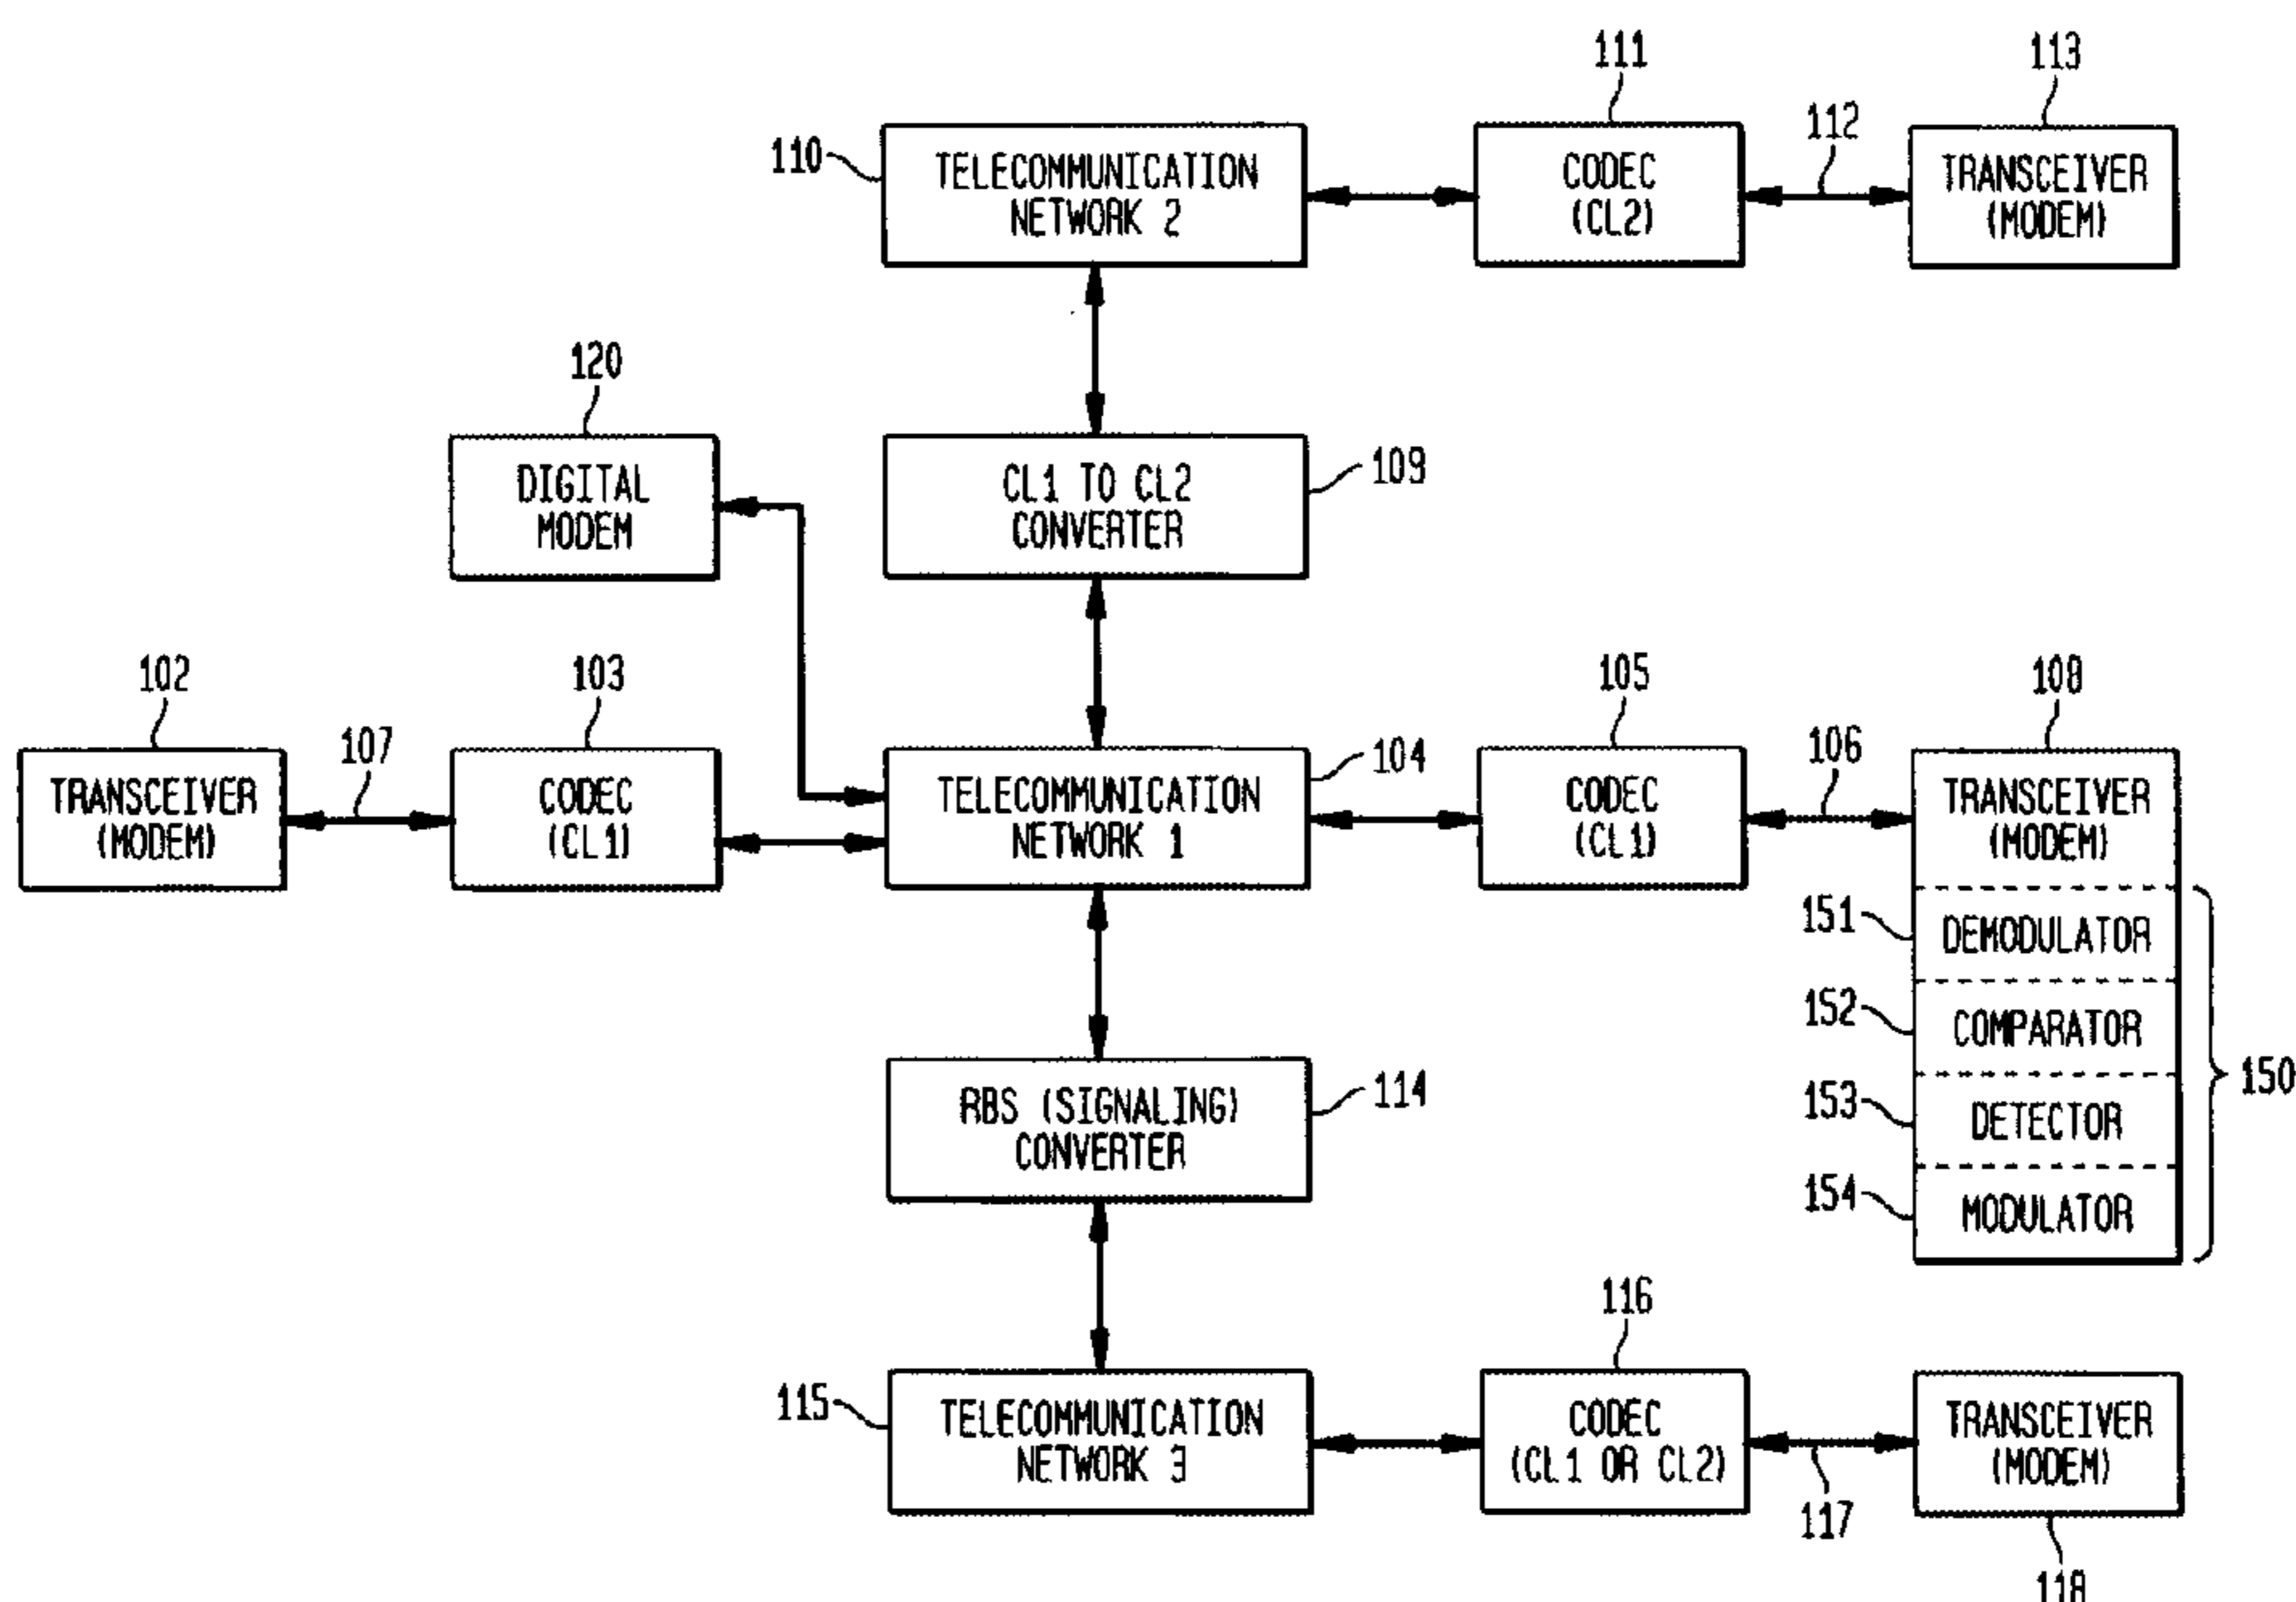 111
113
112
110
TELECOMMUNICATION
NETWORK 2
CODEC
(CL2)
TRANSCEIVER
(MODEM)
120
DIGITAL
MODEM
CL1 TO CL2
CONVERTER
109
102
107
103
104
105
106
108
TRANSCEIVER
(MODEM)
CODEC
(CL1)
TELECOMMUNICATION
NETWORK 1
CODEC
(CL1)
TRANSCEIVER
(MODEM)
151
DEMODULATOR
152
COMPARATOR
150
153
DETECTOR
154
MODULATOR
RBS (SIGNALING)
CONVERTER
114
116
115
TELECOMMUNICATION
NETWORK 3
CODEC
(CL1 OR CL2)
TRANSCEIVER
(MODEM)
117
118